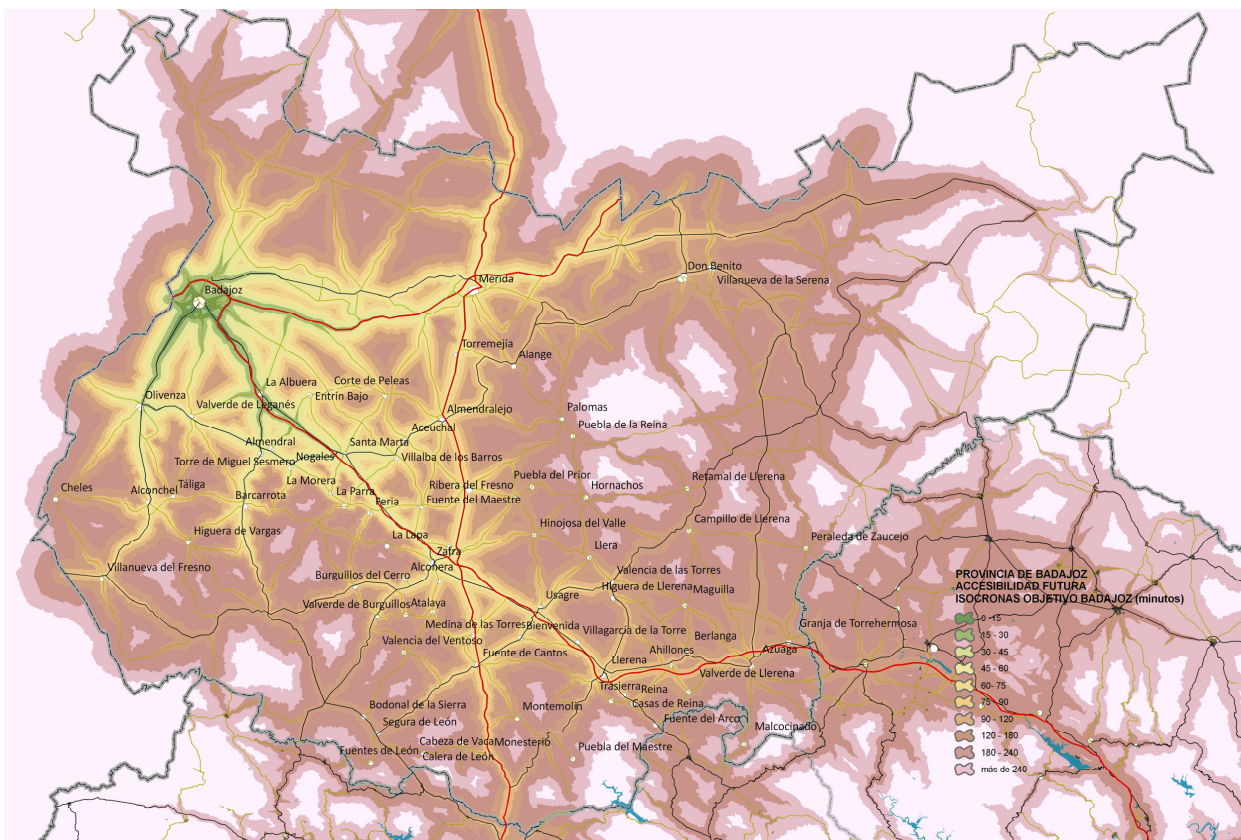 Badajoz
Mérida
Don Benito
Villanueva de la Serena
Torremejía
Alange
La Albuera
Corte de Peleas
Entrín Bajo
Olivenza
Valverde de Leganés
Almendralejo
Aceuchal
Palomas
Puebla de la Reina
Almendral
Santa Marta
Nogales
Torre de Miguel Sesmero
Villalba de los Barros
La Morera
Puebla del Prior
Retamal de Llerena
Cheles
Alconchel
Táliga
Barcarrota
La Parra
Feria
Ribera del Fresno
Fuente del Maestre
Hornachos
Higuera de Vargas
La Lapa
Hinojosa del Valle
Campillo de Llerena
Peraleda de Zaucejo
Zafra
Llera
Villanueva del Fresno
Alconera
Burguillos del Cerro
Valencia de las Torres
Higuera de Llerena
Usagre
Maguilla
Valverde de Burguillos
Atalaya
Medina de las Torres
Bienvenida
Villagarcía de la Torre
Granja de Torrehermosa
Valencia del Ventoso
Berlanga
Fuente de Cantos
Ahillones
Azuaga
Llerena
Valverde de Llerena
Trasierra
Reina
Casas de Reina
Bodonal de la Sierra
Montemolín
Segura de León
Fuente del Arco
Malcocinado
Fuentes de León
Cabeza de Vaca
Monesterio
Calera de León
Puebla del Maestre
PROVINCIA DE BADAJOZ
ACCESIBILIDAD FUTURA
ISOCRONAS OBJETIVO BADAJOZ (minutos)
0 -15
15 - 30
30 - 45
45 - 60
60- 75
75 - 90
90 - 120
120 - 180
180 - 240
más de 240